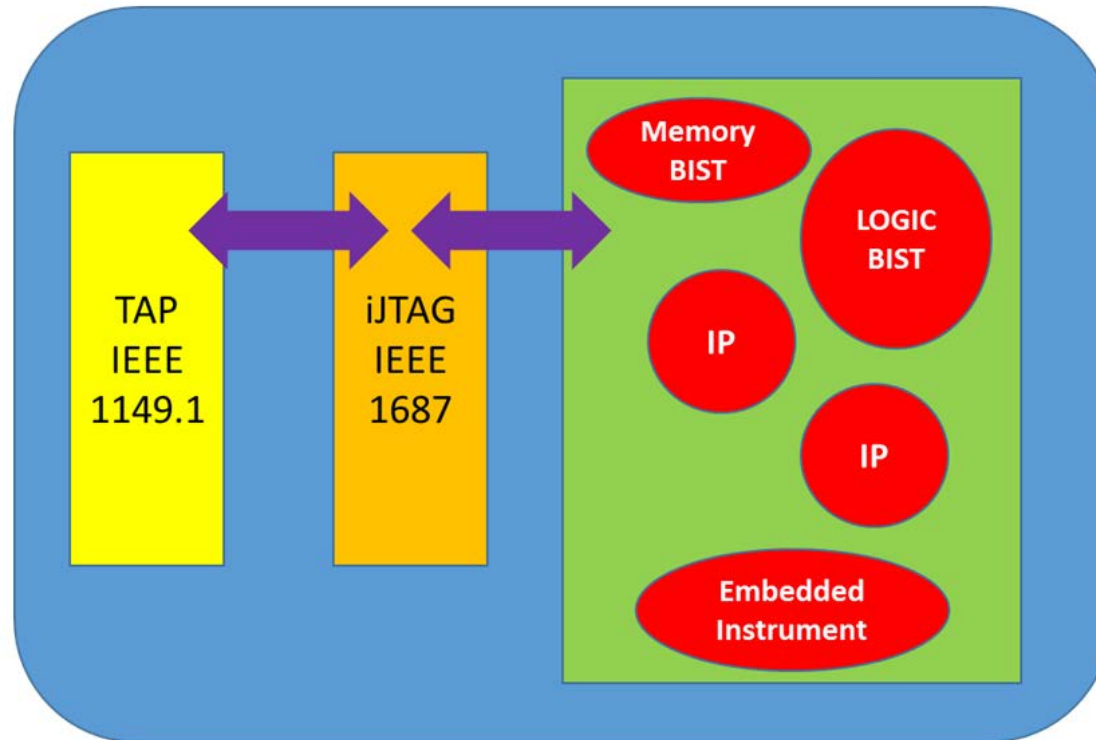 TAP
IEEE
1149.1
iJTAG
IEEE
1687
Memory
BIST
LOGIC
BIST
IP
IP
Embedded
Instrument